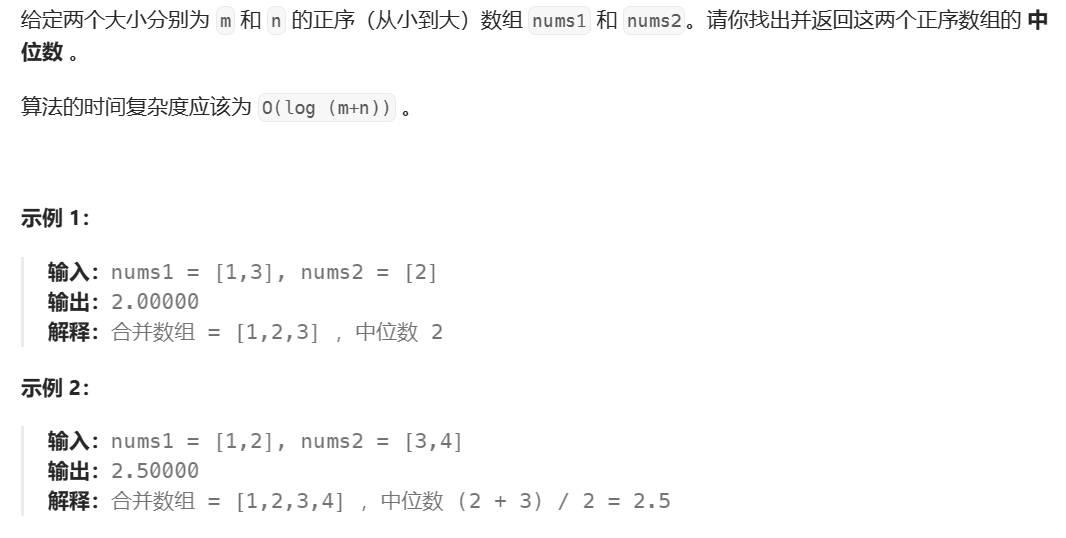 给定两个大小分别为 m 和 n 的正序（从小到大）数组 nums1 和 nums2。请你找出并返回这两个正序数组的 中
位数 。
算法的时间复杂度应该为 O(log (m+n)) 。
示例 1：
输入：nums1 = [1,3], nums2 = [2]
输出：2.00000
解释：合并数组 = [1,2,3] ，中位数 2
示例 2：
输入：nums1 = [1,2], nums2 = [3,4]
输出：2.50000
解释：合并数组 = [1,2,3,4] ，中位数 (2 + 3) / 2 = 2.5